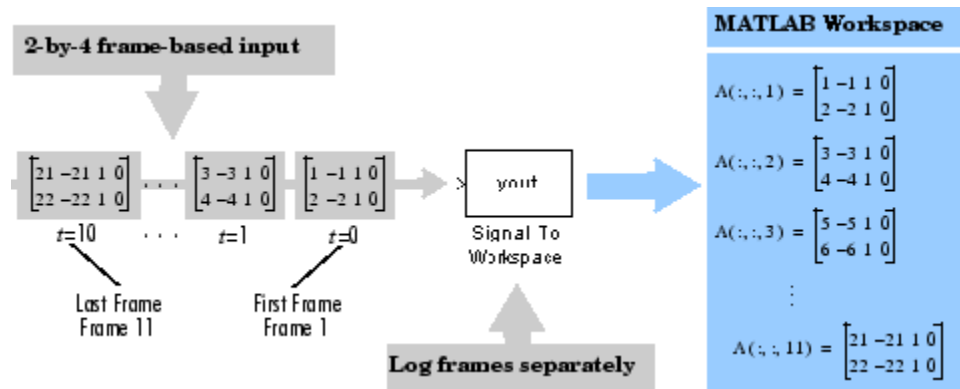 2-by-4 frame-based input
[21 -21 1 0] · · · [3 -3 1 0] [1 -1 1 0]
[22 -22 1 0] [4 -4 1 0] [2 -2 1 0]
t=10 · · · t=1 t=0
Last Frame
Frame 11
First Frame
Frame 1
> yout
Signal To
Workspace
Log frames separately
MATLAB Workspace
A(:,:,1) = [1 -1 1 0]
[2 -2 1 0]
A(:,:,2) = [3 -3 1 0]
[4 -4 1 0]
A(:,:,3) = [5 -5 1 0]
[6 -6 1 0]
⋮
A(:,:,11) = [21 -21 1 0]
[22 -22 1 0]